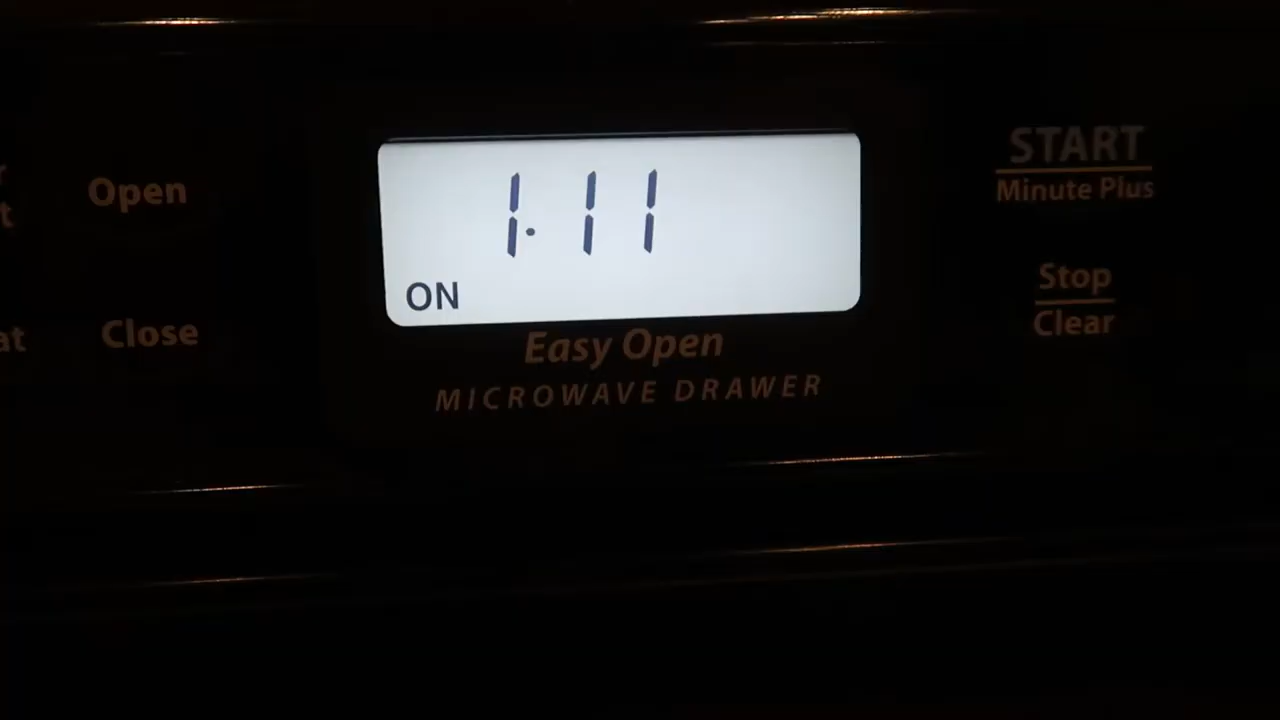 Open
Close
1.11
ON
Easy Open
MICROWAVE DRAWER
START
Minute Plus
Stop
Clear